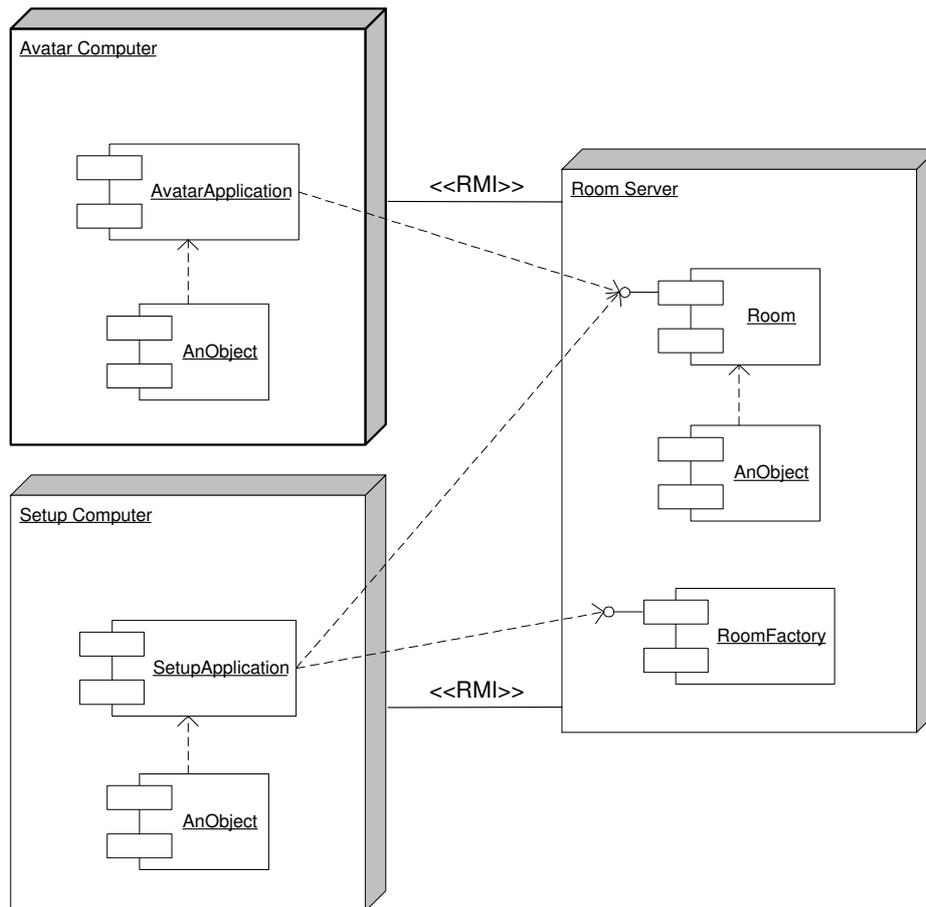 Avatar Computer
AvatarApplication
AnObject
<<RMI>>
Room Server
Room
AnObject
RoomFactory
Setup Computer
SetupApplication
AnObject
<<RMI>>